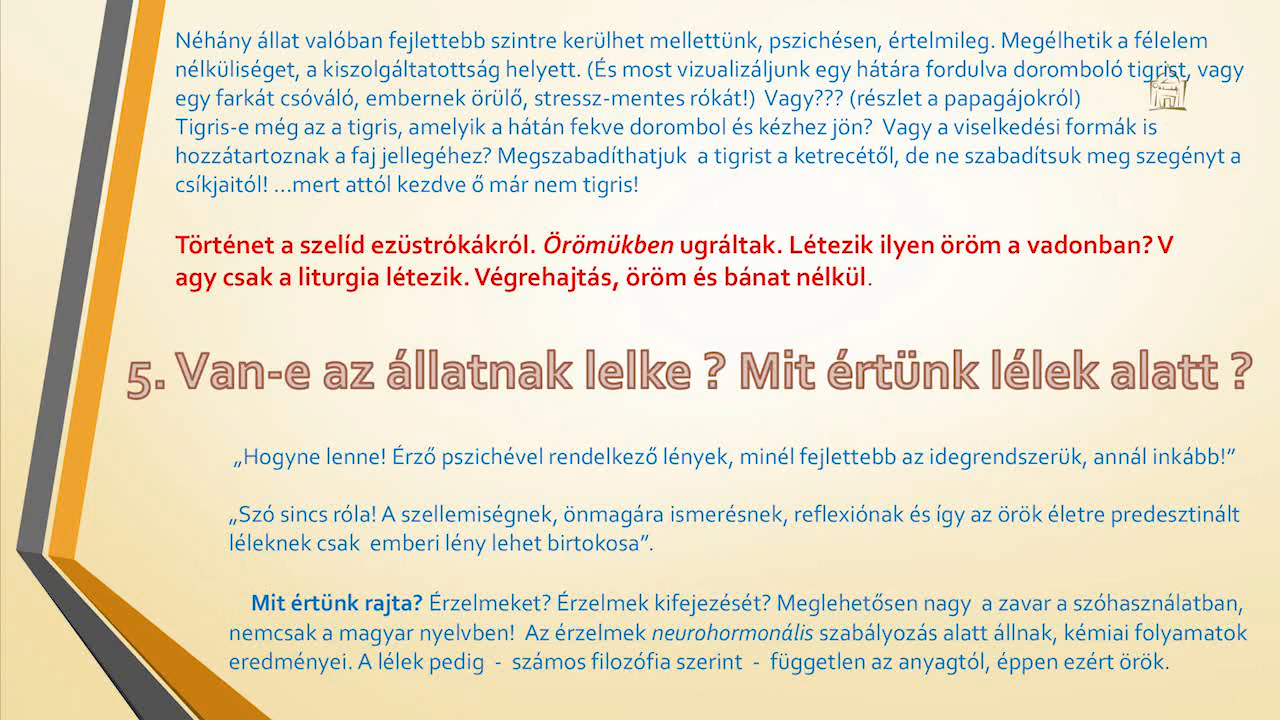 Néhány állat valóban fejlettebb szintre kerülhet mellettünk, pszichésen, értelmileg. Megélhetik a félelem
nélküliséget, a kiszolgáltatottság helyett. (És most vizualizáljunk egy hátára fordulva doromboló tigrist, vagy
egy farkát csóváló, embernek örülő, stressz-mentes rókát!) Vagy??? (részlet a papagájokról)
Tigris-e még az a tigris, amelyik a hátán fekve dorombol és kézhez jön? Vagy a viselkedési formák is
hozzátartoznak a faj jellegéhez? Megszabadíthatjuk a tigrist a ketrecétől, de ne szabadítsuk meg szegényt a
csíkjaitól! ...mert attól kezdve ő már nem tigris!
Történet a szelíd ezüstrókákról. Örömükben ugráltak. Létezik ilyen öröm a vadonban? V
agy csak a liturgia létezik. Végrehajtás, öröm és bánat nélkül.
5. Van-e az állatnak lelke ? Mit értünk lélek alatt ?
„Hogyne lenne! Érző pszichével rendelkező lények, minél fejlettebb az idegrendszerük, annál inkább!”
„Szó sincs róla! A szellemiségnek, önmagára ismerésnek, reflexiónak és így az örök életre predesztinált
léleknek csak emberi lény lehet birtokosa”.
Mit értünk rajta? Érzelmeket? Érzelmek kifejezését? Meglehetősen nagy a zavar a szóhasználatban,
nemcsak a magyar nyelvben! Az érzelmek neurohormonális szabályozás alatt állnak, kémiai folyamatok
eredményei. A lélek pedig - számos filozófia szerint - független az anyagtól, éppen ezért örök.